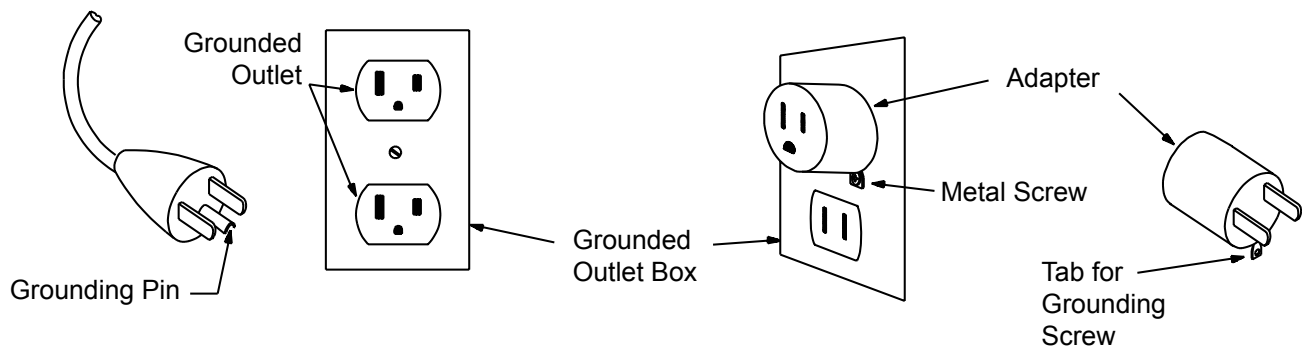 Grounded
Outlet
Grounding Pin
Grounded
Outlet Box
Adapter
Metal Screw
Tab for
Grounding
Screw